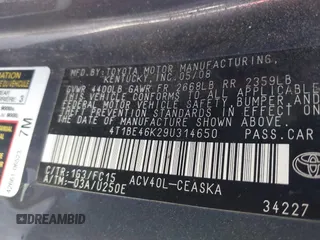 MFD. BY: TOYOTA MOTOR MANUFACTURING,
KENTUCKY, INC. 05/08
GVWR 4400LB GAWR FR 2668LB RR 2359LB
THIS VEHICLE CONFORMS TO ALL APPLICABLE
FEDERAL MOTOR VEHICLE SAFETY, BUMPER, AND
THEFT PREVENTION STANDARDS IN EFFECT ON
THE DATE OF MANUFACTURE SHOWN ABOVE.
4T1BE46K29U314650 PASS. CAR
C/TR: 1G3/FC15 ACV40L-CEASKA
A/TM: -03A/U250E
TOYOTA
34227
7M